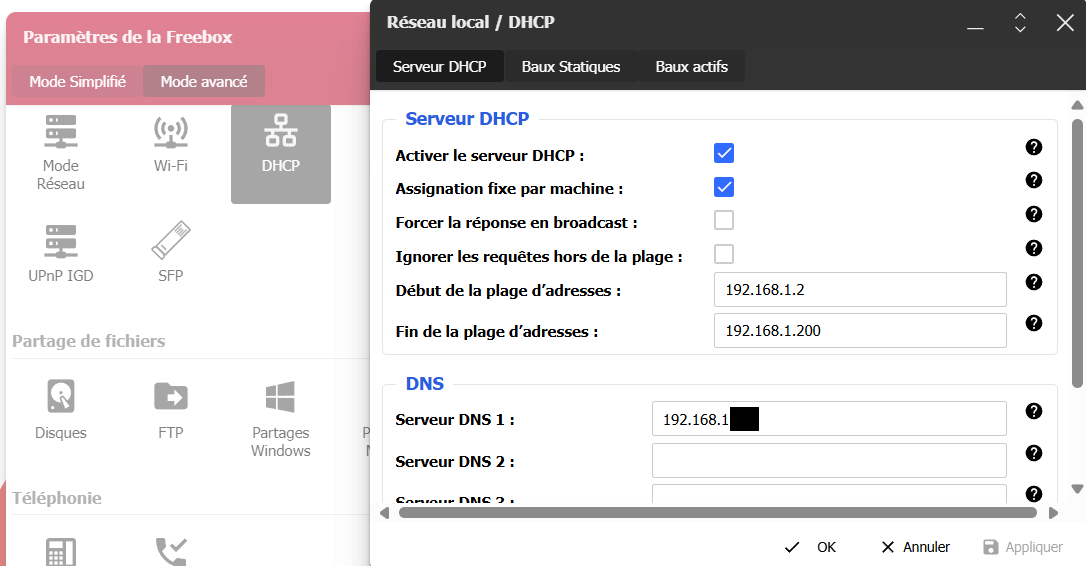 Paramètres de la Freebox
Mode Simplifié
Mode avancé
Mode
Réseau
Wi-Fi
DHCP
UPnP IGD
SFP
Partage de fichiers
Disques
FTP
Partages
Windows
Téléphonie
Réseau local / DHCP
Serveur DHCP
Baux Statiques
Baux actifs
Serveur DHCP
Activer le serveur DHCP :
Assignation fixe par machine :
Forcer la réponse en broadcast :
Ignorer les requêtes hors de la plage :
Début de la plage d’adresses :
192.168.1.2
Fin de la plage d’adresses :
192.168.1.200
DNS
Serveur DNS 1 :
192.168.1
Serveur DNS 2 :
Serveur DNS 3 :
OK
Annuler
Appliquer